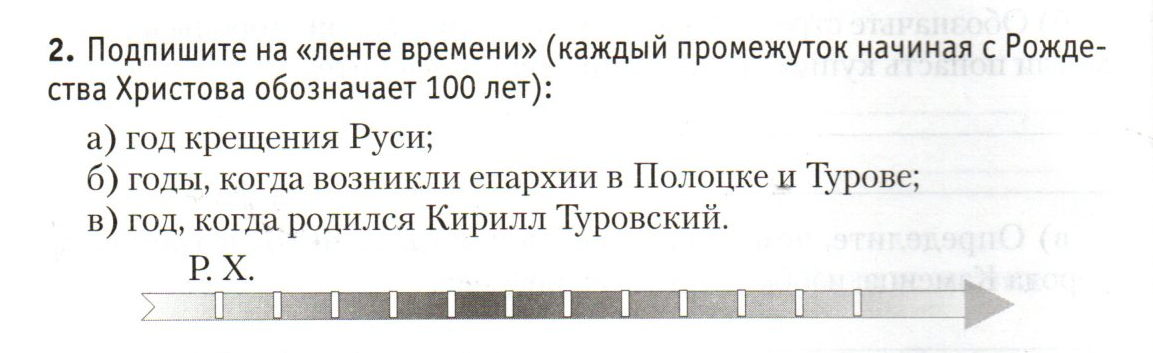 2. Подпишите на «ленте времени» (каждый промежуток начиная с Рожде-
ства Христова обозначает 100 лет):
а) год крещения Руси;
б) годы, когда возникли епархии в Полоцке и Турове;
в) год, когда родился Кирилл Туровский.
Р. Х.